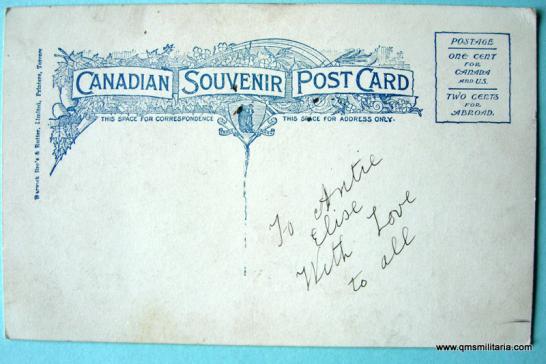 CANADIAN SOUVENIR POST CARD
THIS SPACE FOR CORRESPONDENCE
THIS SPACE FOR ADDRESS ONLY.
POSTAGE
ONE CENT
FOR
CANADA
AND U.S.
TWO CENTS
FOR
ABROAD.
Warwick Bro's & Rutter, Limited, Printers, Toronto
To Antie
Elise
With Love
to all
www.qmsmilitaria.com